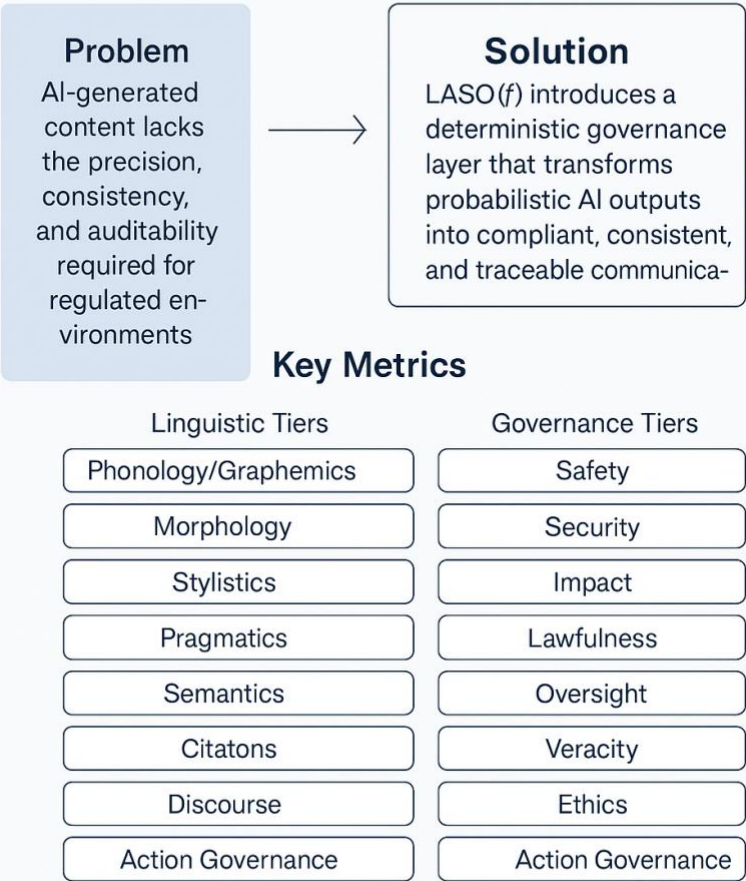 Problem
AI-generated
content lacks
the precision,
consistency,
and auditability
required for
regulated en-
vironments
Solution
LASO(f) introduces a
deterministic governance
layer that transforms
probabilistic AI outputs
into compliant, consistent,
and traceable communica-
Key Metrics
Linguistic Tiers
Phonology/Graphemics
Morphology
Stylistics
Pragmatics
Semantics
Citatons
Discourse
Action Governance
Governance Tiers
Safety
Security
Impact
Lawfulness
Oversight
Veracity
Ethics
Action Governance